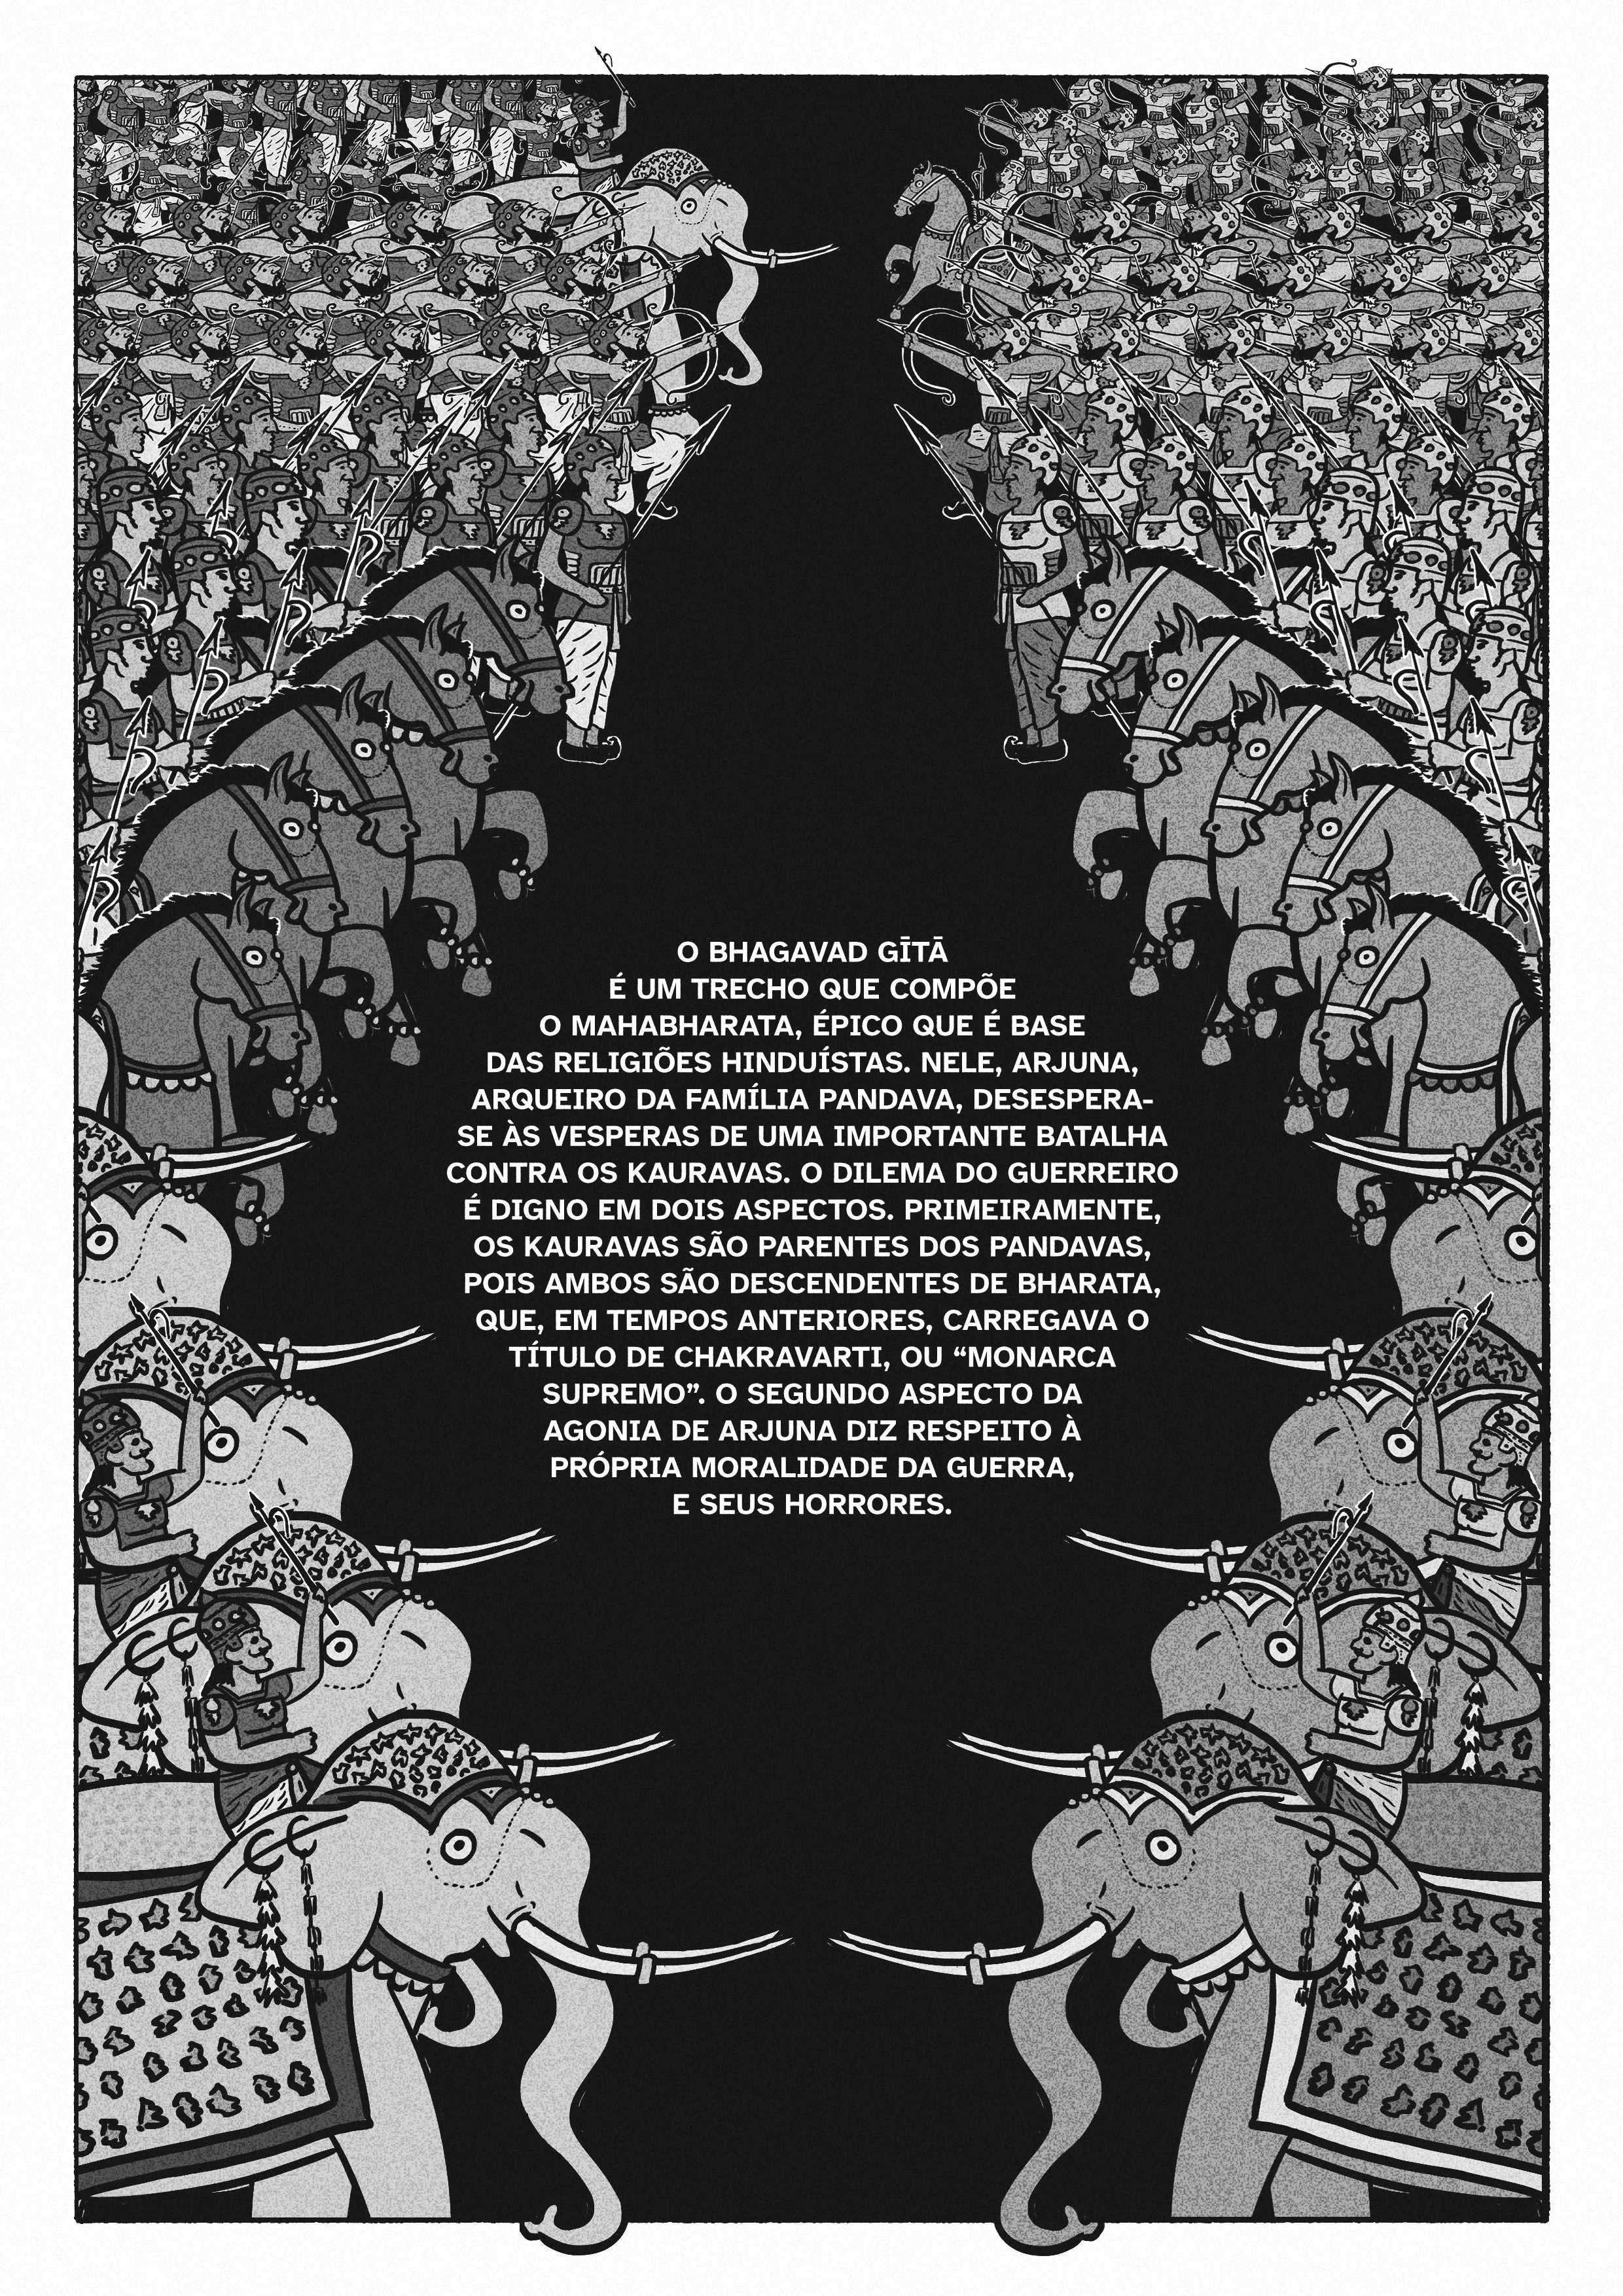 O BHAGAVAD GĪTĀ
É UM TRECHO QUE COMPÕE
O MAHABHARATA, ÉPICO QUE É BASE
DAS RELIGIÕES HINDUÍSTAS. NELE, ARJUNA,
ARQUEIRO DA FAMÍLIA PANDAVA, DESESPERA-
SE ÀS VESPERAS DE UMA IMPORTANTE BATALHA
CONTRA OS KAURAVAS. O DILEMA DO GUERREIRO
É DIGNO EM DOIS ASPECTOS. PRIMEIRAMENTE,
OS KAURAVAS SÃO PARENTES DOS PANDAVAS,
POIS AMBOS SÃO DESCENDENTES DE BHARATA,
QUE, EM TEMPOS ANTERIORES, CARREGAVA O
TÍTULO DE CHAKRAVARTI, OU “MONARCA
SUPREMO”. O SEGUNDO ASPECTO DA
AGONIA DE ARJUNA DIZ RESPEITO À
PRÓPRIA MORALIDADE DA GUERRA,
E SEUS HORRORES.